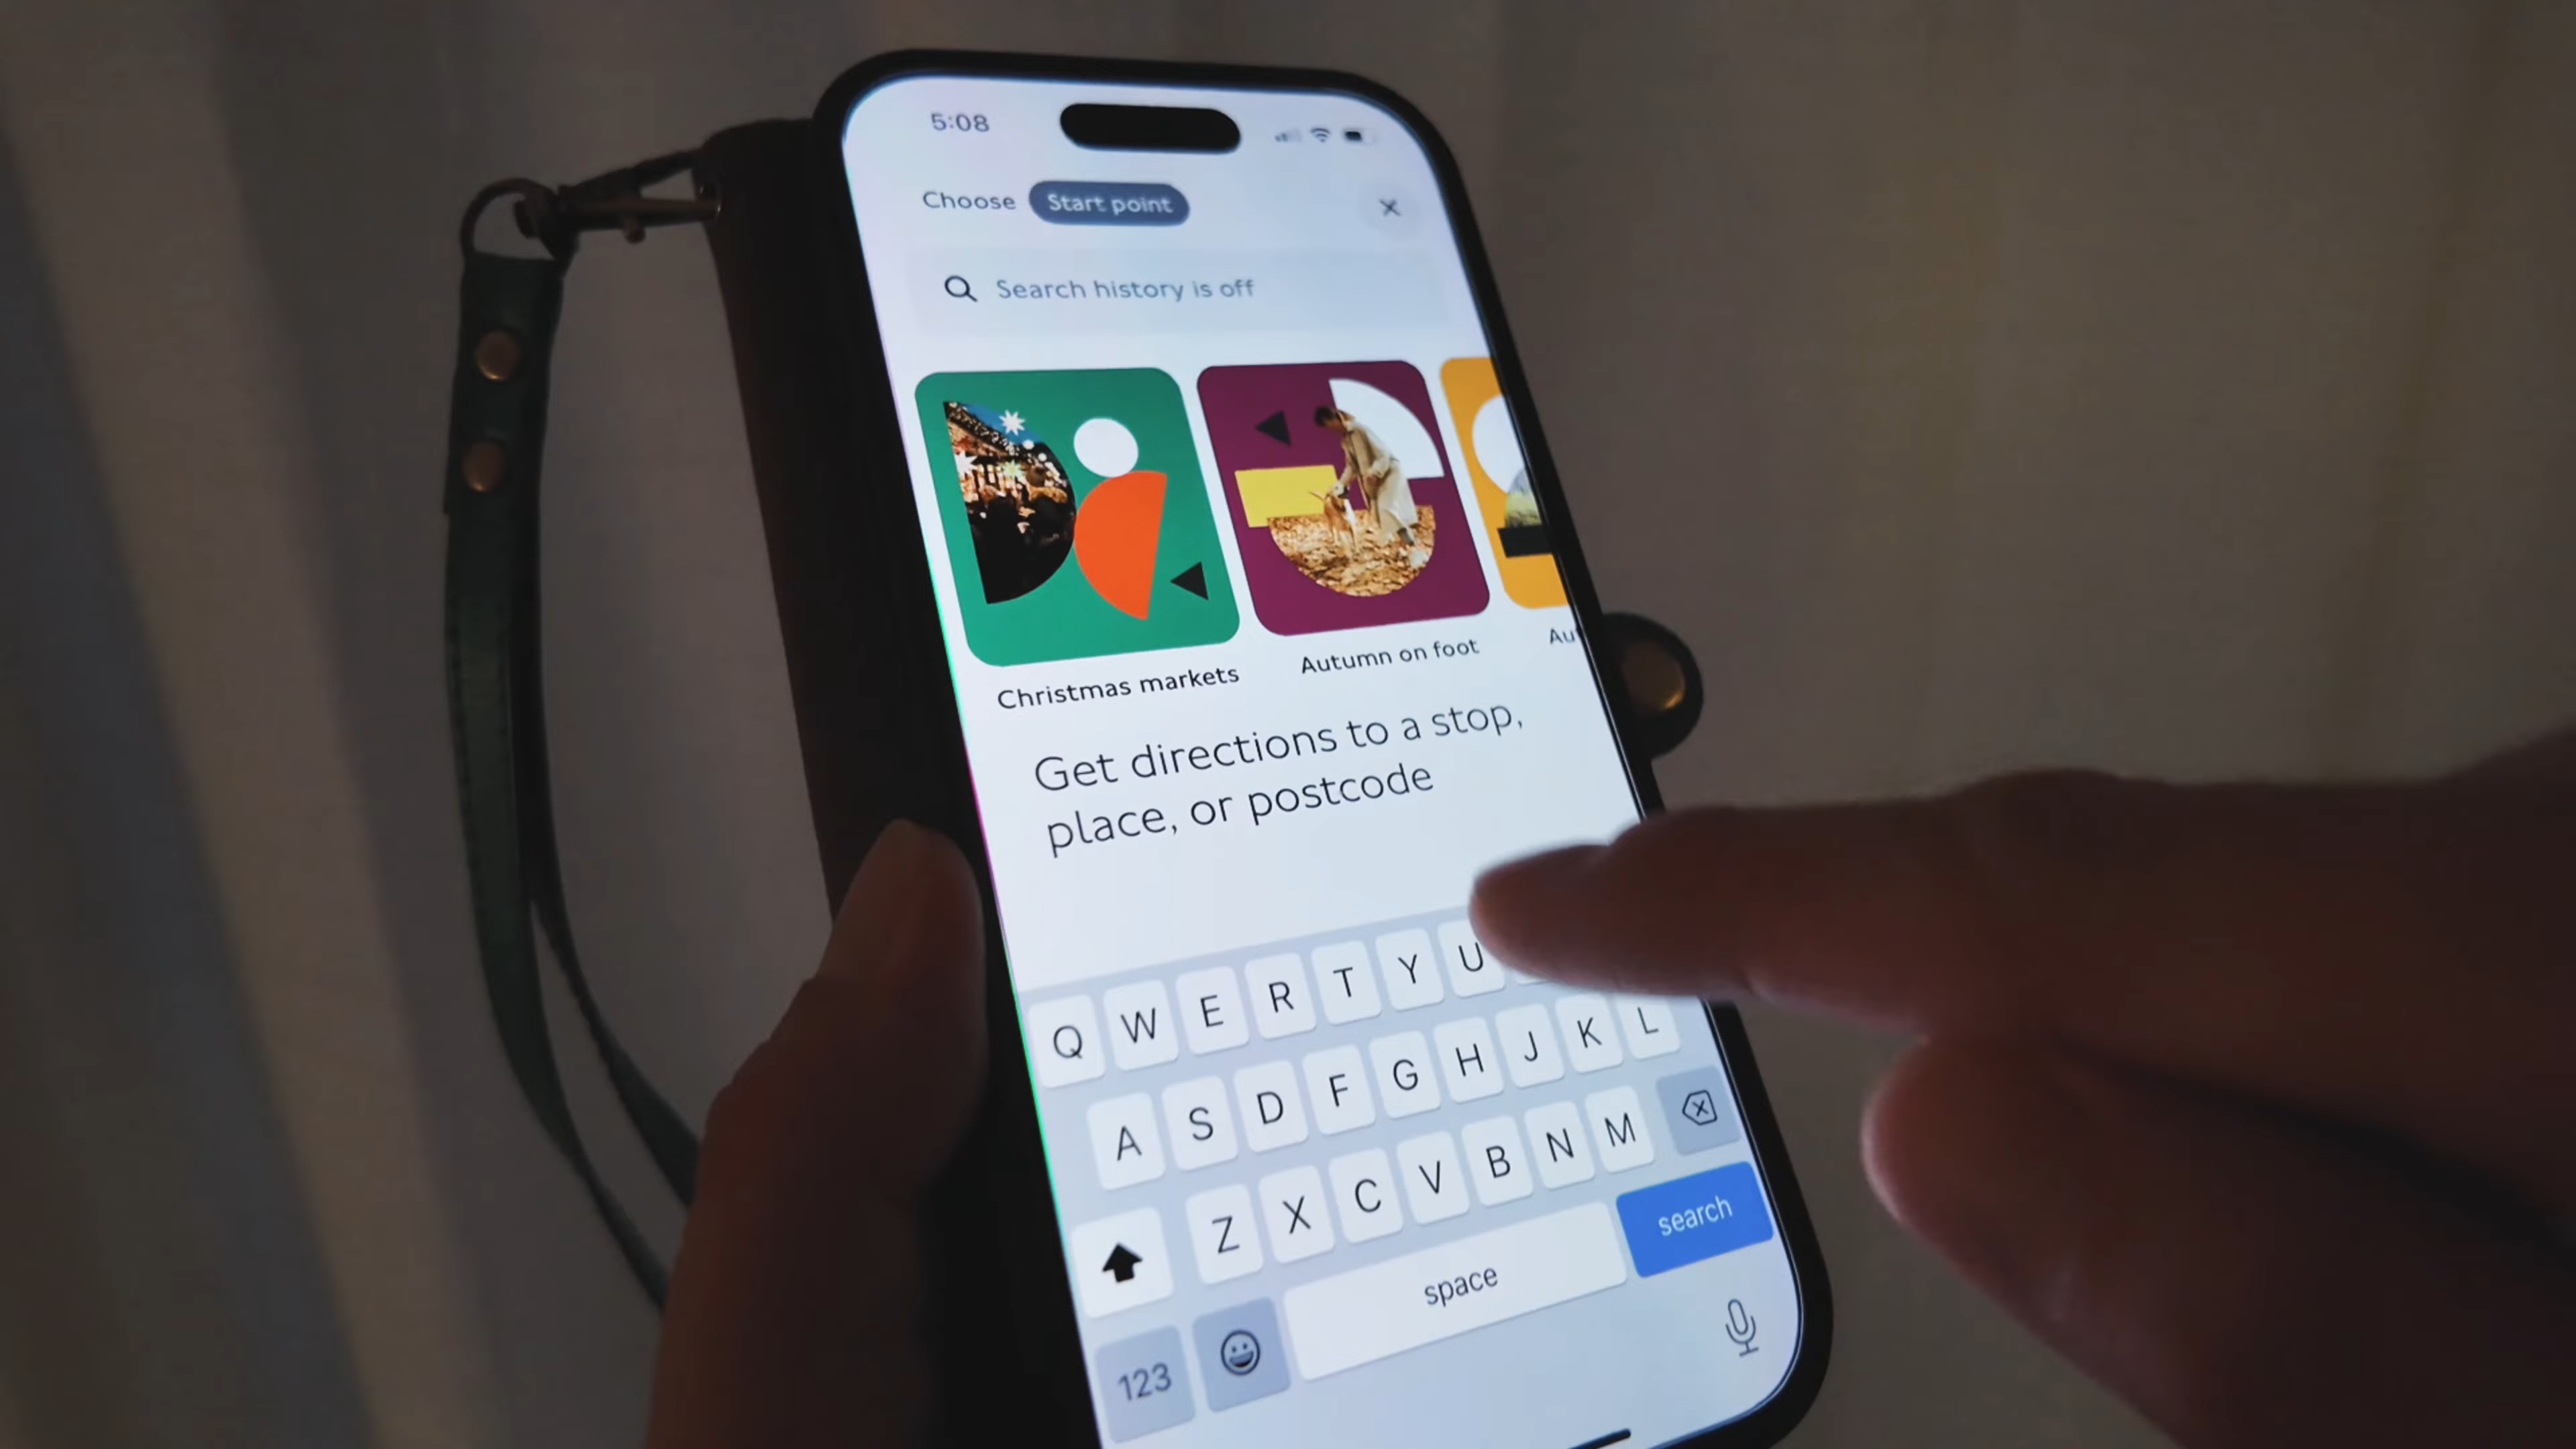 5:08
Choose Start point
Search history is off
Christmas markets
Autumn on foot
Au
Get directions to a stop,
place, or postcode
Q W E R T Y U
A S D F G H J K L
Z X C V B N M
123 space search